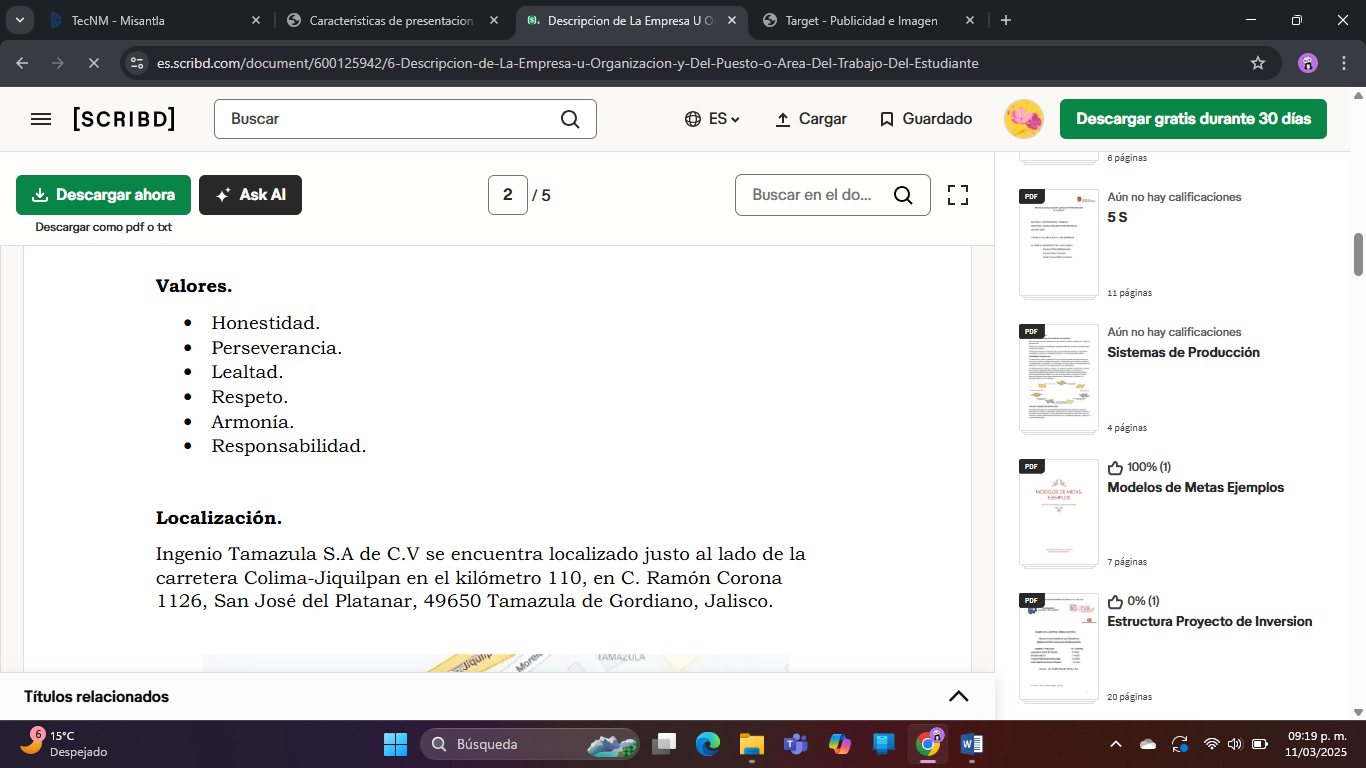 TecNM - Misantla
Caracteristicas de presentacion
Descripcion de La Empresa U O
Target - Publicidad e Imagen
es.scribd.com/document/600125942/6-Descripcion-de-La-Empresa-u-Organizacion-y-Del-Puesto-o-Area-Del-Trabajo-Del-Estudiante
[SCRIBD]
Buscar
ES
Cargar
Guardado
Descargar gratis durante 30 días
Descargar ahora
Ask AI
Descargar como pdf o txt
2 / 5
Buscar en el do...
Valores.
• Honestidad.
• Perseverancia.
• Lealtad.
• Respeto.
• Armonía.
• Responsabilidad.
Localización.
Ingenio Tamazula S.A de C.V se encuentra localizado justo al lado de la
carretera Colima-Jiquilpan en el kilómetro 110, en C. Ramón Corona
1126, San José del Platanar, 49650 Tamazula de Gordiano, Jalisco.
TAMAZULA
Títulos relacionados
6 páginas
PDF
Aún no hay calificaciones
5 S
11 páginas
PDF
Aún no hay calificaciones
Sistemas de Producción
4 páginas
PDF
100% (1)
Modelos de Metas Ejemplos
MODELOS DE METAS:
EJEMPLOS
7 páginas
PDF
0% (1)
Estructura Proyecto de Inversion
20 páginas
6
15°C
Despejado
Búsqueda
09:19 p. m.
11/03/2025